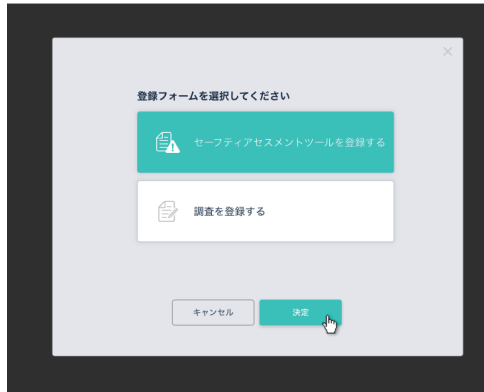 登録フォームを選択してください
セーフティアセスメントツールを登録する
調査を登録する
キャンセル
決定